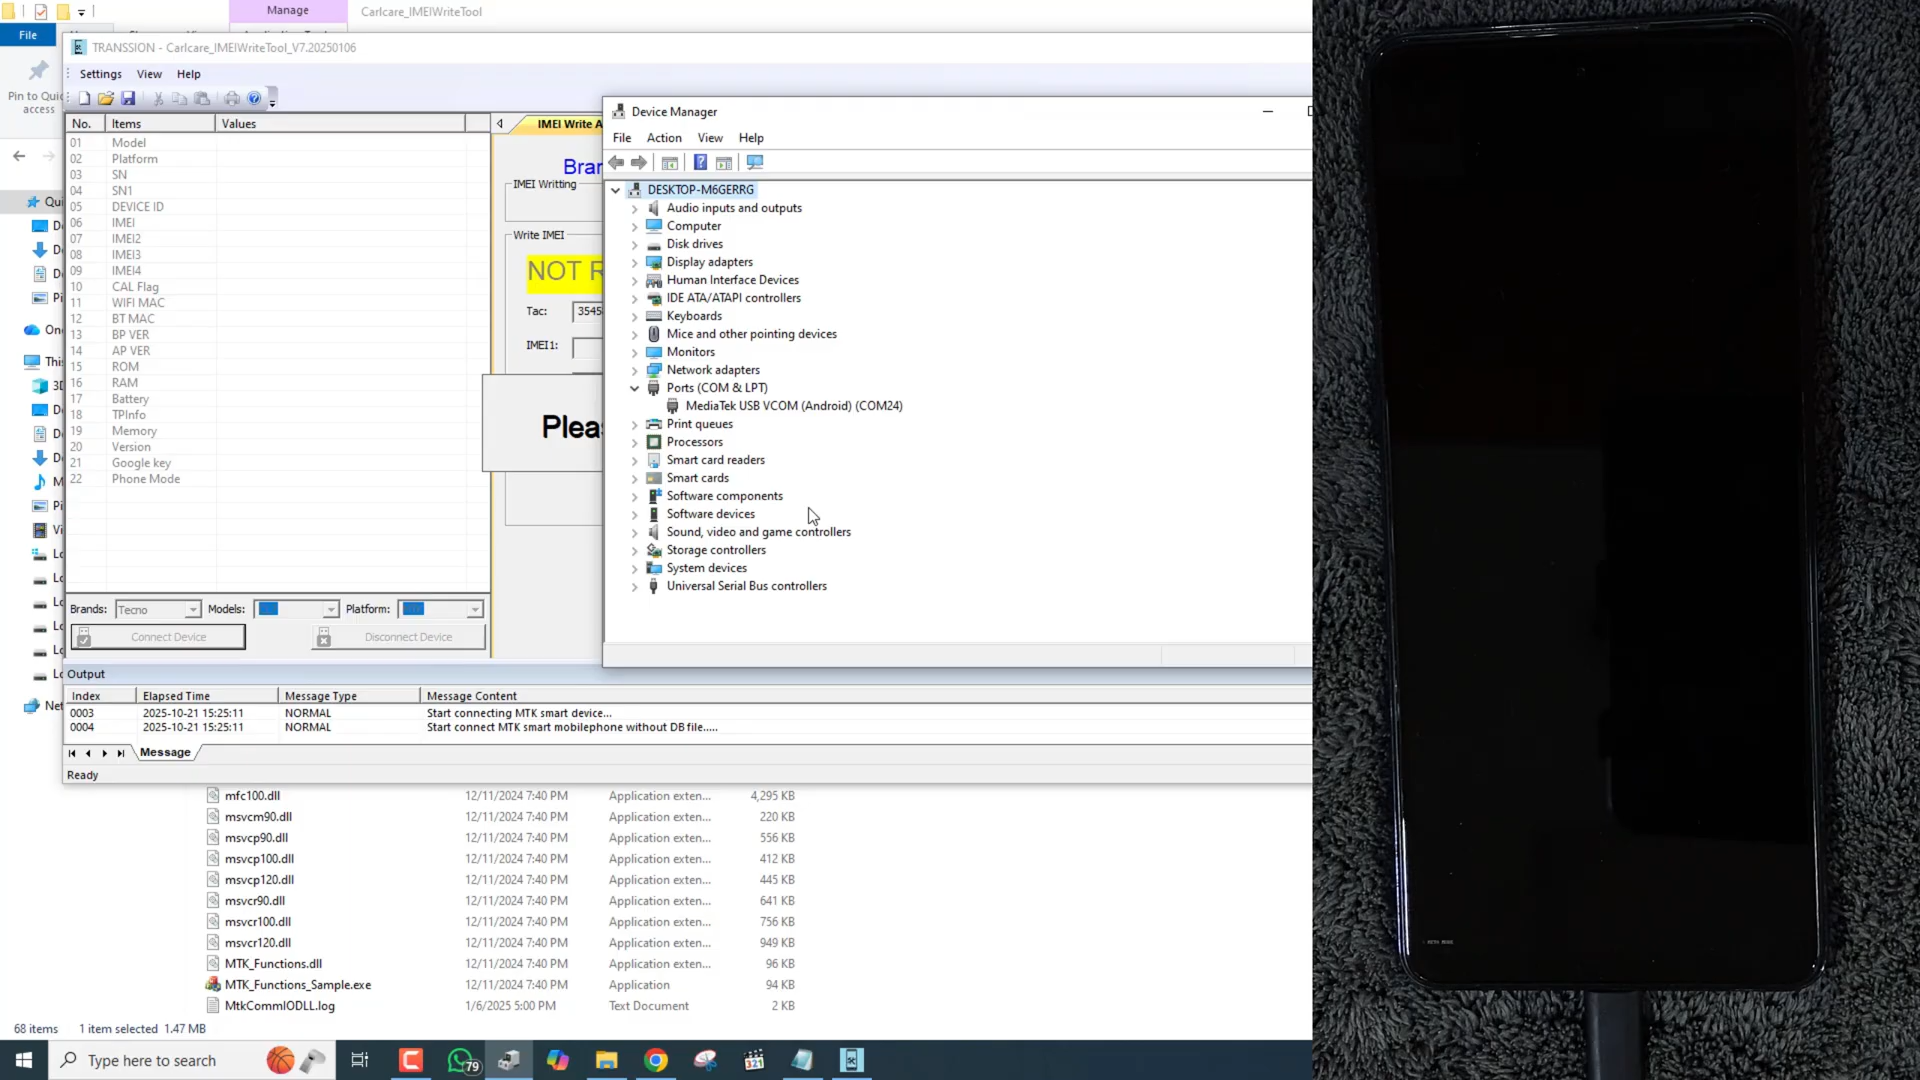 Manage
Carlcare_IMEIWriteTool
File
TRANSSION - Carlcare_IMEIWriteTool_V7.20250106
Settings View Help
Pin to Quick
access
No. Items Values
01 Model
02 Platform
03 SN
04 SN1
05 DEVICE ID
06 IMEI
07 IMEI2
08 IMEI3
09 IMEI4
10 CAL Flag
11 WIFI MAC
12 BT MAC
13 BP VER
14 AP VER
15 ROM
16 RAM
17 Battery
18 TPInfo
19 Memory
20 Version
21 Google key
22 Phone Mode
IMEI Write A
Bran
IMEI Writting
Write IMEI
NOT R
Tac: 3545
IMEI1:
Pleas
Device Manager
File Action View Help
DESKTOP-M6GERRG
Audio inputs and outputs
Computer
Disk drives
Display adapters
Human Interface Devices
IDE ATA/ATAPI controllers
Keyboards
Mice and other pointing devices
Monitors
Network adapters
Ports (COM & LPT)
MediaTek USB VCOM (Android) (COM24)
Print queues
Processors
Smart card readers
Smart cards
Software components
Software devices
Sound, video and game controllers
Storage controllers
System devices
Universal Serial Bus controllers
Brands: Tecno Models: Platform:
Connect Device Disconnect Device
Output
Index Elapsed Time Message Type Message Content
0003 2025-10-21 15:25:11 NORMAL Start connecting MTK smart device...
0004 2025-10-21 15:25:11 NORMAL Start connect MTK smart mobilephone without DB file.....
Message
Ready
mfc100.dll 12/11/2024 7:40 PM Application exten... 4,295 KB
msvcm90.dll 12/11/2024 7:40 PM Application exten... 220 KB
msvcp90.dll 12/11/2024 7:40 PM Application exten... 556 KB
msvcp100.dll 12/11/2024 7:40 PM Application exten... 412 KB
msvcp120.dll 12/11/2024 7:40 PM Application exten... 445 KB
msvcr90.dll 12/11/2024 7:40 PM Application exten... 641 KB
msvcr100.dll 12/11/2024 7:40 PM Application exten... 756 KB
msvcr120.dll 12/11/2024 7:40 PM Application exten... 949 KB
MTK_Functions.dll 12/11/2024 7:40 PM Application exten... 96 KB
MTK_Functions_Sample.exe 12/11/2024 7:40 PM Application 94 KB
MtkCommIODLL.log 1/6/2025 5:00 PM Text Document 2 KB
68 items 1 item selected 1.47 MB
Type here to search
79
321